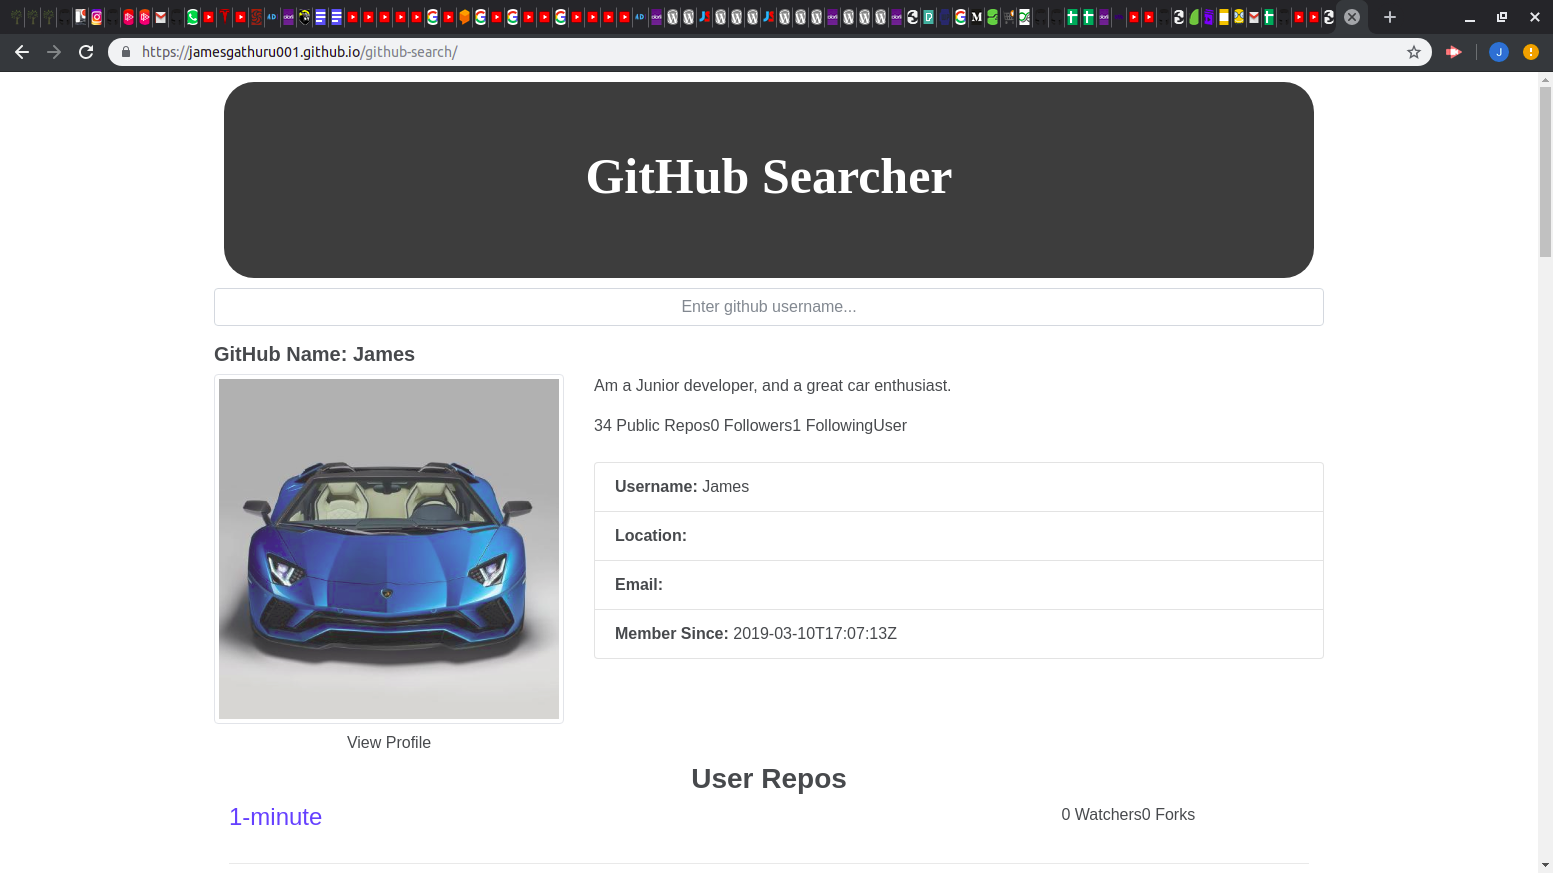 https://jamesgathuru001.github.io/github-search/
J
GitHub Searcher
Enter github username...
GitHub Name: James
Am a Junior developer, and a great car enthusiast.
34 Public Repos0 Followers1 FollowingUser
Username: James
Location:
Email:
Member Since: 2019-03-10T17:07:13Z
View Profile
User Repos
1-minute
0 Watchers0 Forks